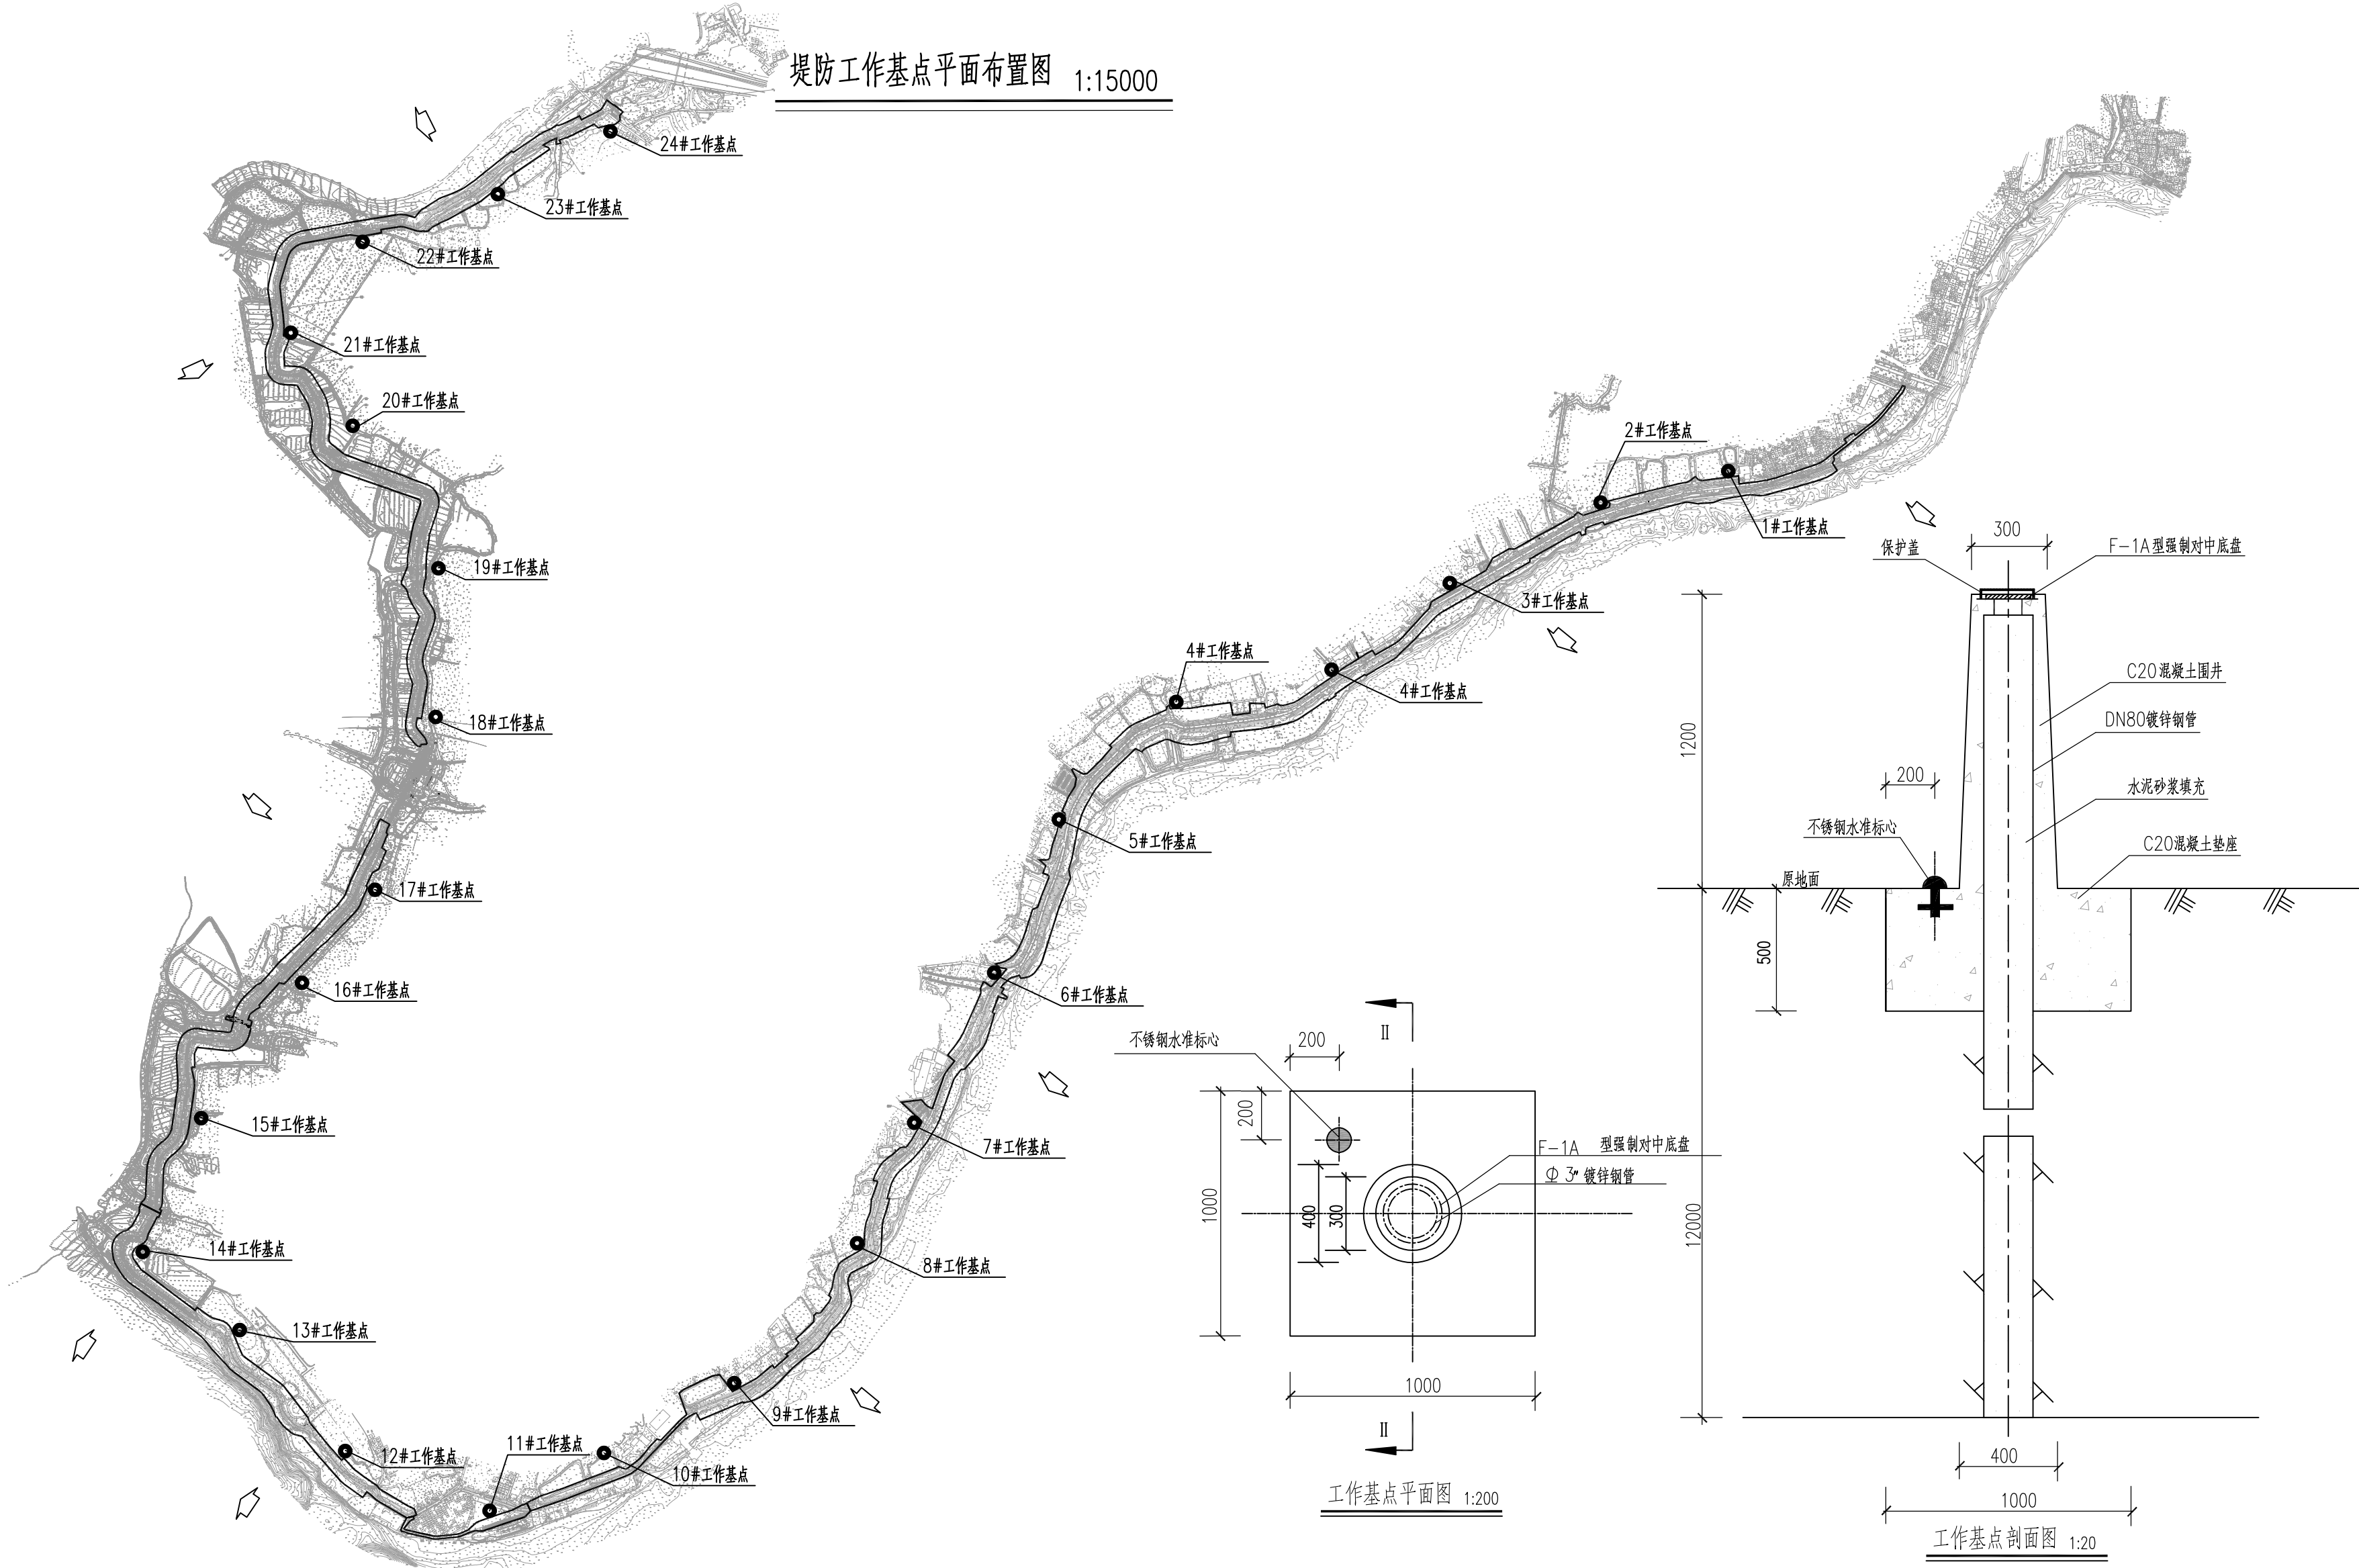 堤防工作基点平面布置图 1:15000
24#工作基点
23#工作基点
22#工作基点
21#工作基点
20#工作基点
19#工作基点
18#工作基点
17#工作基点
16#工作基点
15#工作基点
14#工作基点
13#工作基点
12#工作基点
11#工作基点
10#工作基点
9#工作基点
8#工作基点
7#工作基点
6#工作基点
5#工作基点
4#工作基点
4#工作基点
3#工作基点
2#工作基点
1#工作基点
不锈钢水准标心
II
200
200
1000
400
300
F-1A 型强制对中底盘
Φ 3" 镀锌钢管
1000
II
工作基点平面图 1:200
300
保护盖
F-1A型强制对中底盘
C20混凝土围井
DN80镀锌钢管
1200
200
水泥砂浆填充
不锈钢水准标心
C20混凝土垫座
原地面
500
12000
400
1000
工作基点剖面图 1:20